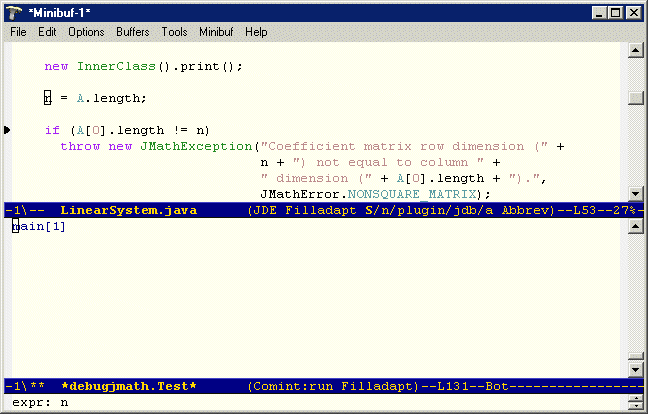 *Minibuf-1*
File Edit Options Buffers Tools Minibuf Help
new InnerClass().print();
n = A.length;
if (A[0].length != n)
throw new JMathException("Coefficient matrix row dimension (" +
n + ") not equal to column " +
" dimension (" + A[0].length + ").",
JMathError.NONSQUARE_MATRIX);
-1\-- LinearSystem.java (JDE Filladapt S/n/plugin/jdb/a Abbrev)--L53--27%-
main[1]
-1\** *debugjmath.Test* (Comint:run Filladapt)--L131--Bot-----------------
expr: n